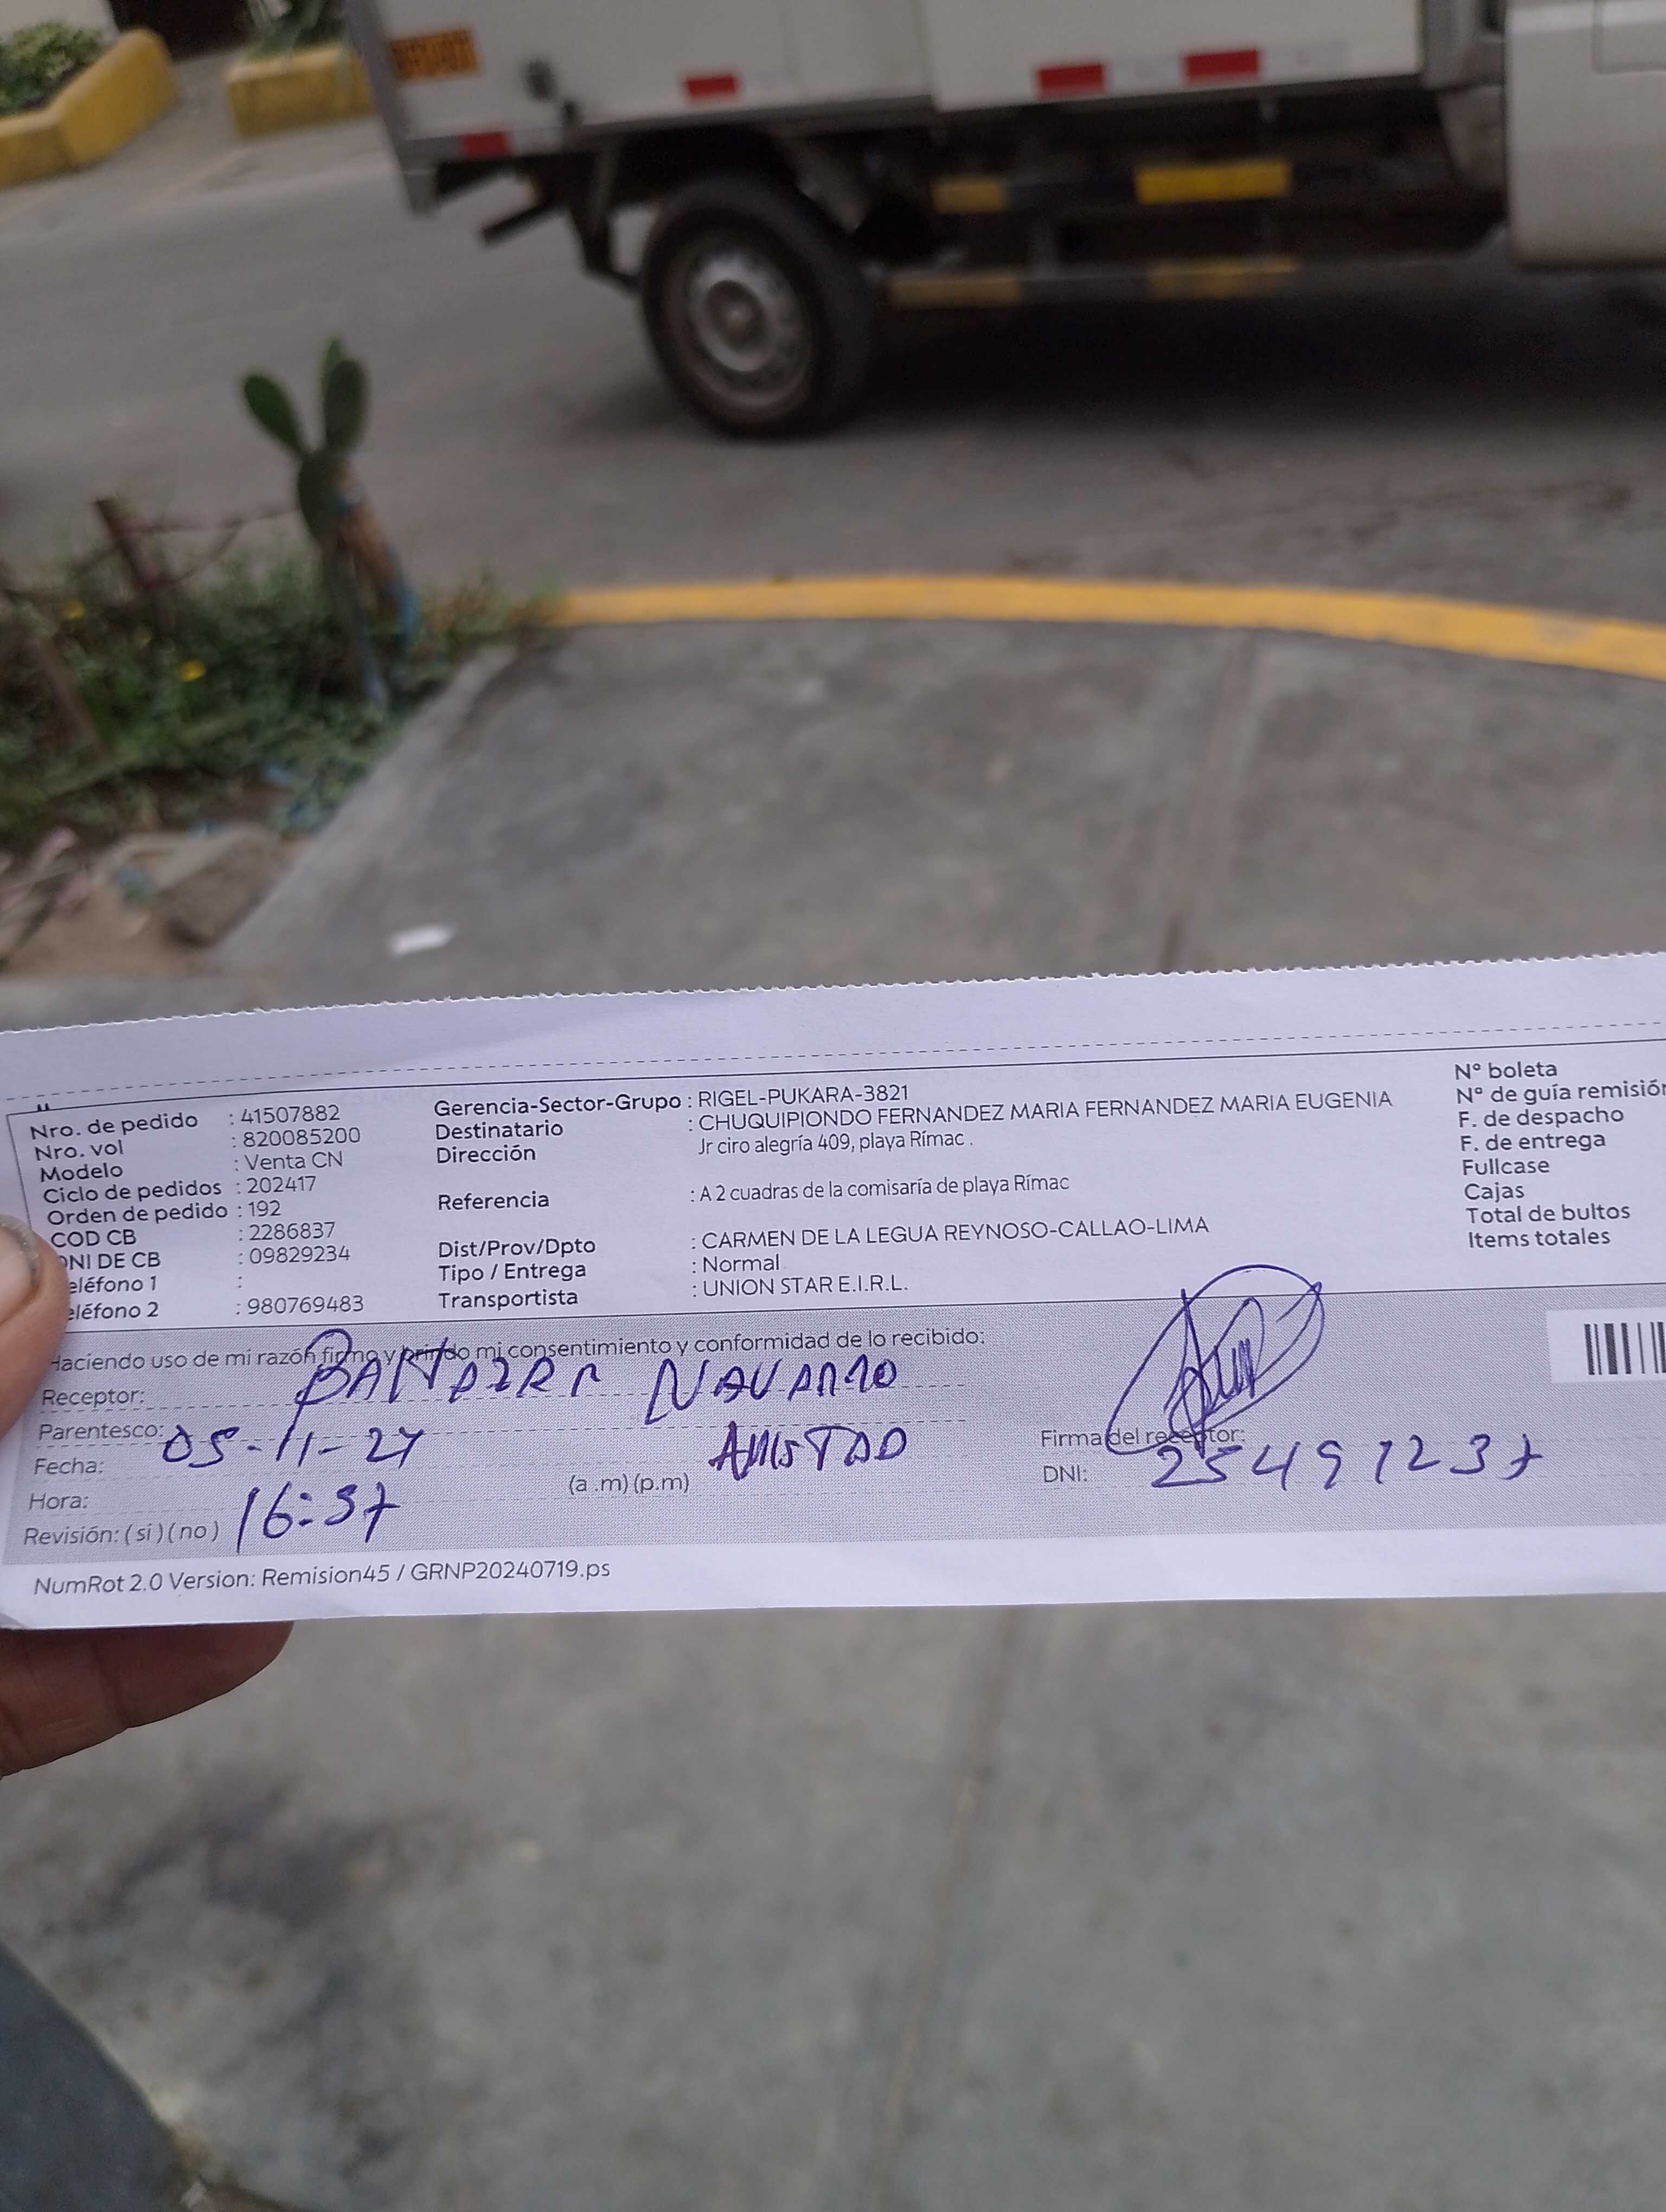 Nro. de pedido : 41507882
Nro. vol : 820085200
Modelo : Venta CN
Ciclo de pedidos : 202417
Orden de pedido : 192
COD CB : 2286837
DNI DE CB : 09829234
eléfono 1 :
eléfono 2 : 980769483
Gerencia-Sector-Grupo : RIGEL-PUKARA-3821
Destinatario : CHUQUIPIONDO FERNANDEZ MARIA FERNANDEZ MARIA EUGENIA
Dirección Jr ciro alegría 409, playa Rímac .
Referencia : A 2 cuadras de la comisaría de playa Rímac
Dist/Prov/Dpto : CARMEN DE LA LEGUA REYNOSO-CALLAO-LIMA
Tipo / Entrega : Normal
Transportista : UNION STAR E.I.R.L.
N° boleta
N° de guía remisión
F. de despacho
F. de entrega
Fullcase
Cajas
Total de bultos
Items totales
Haciendo uso de mi razón firmo y brindo mi consentimiento y conformidad de lo recibido:
Receptor: NAVARRO
Parentesco: AMISTAD
Fecha: 05-11-24
Hora: 16:37 (a .m) (p.m)
Revisión: ( si ) ( no )
Firma del receptor:
DNI: 25491237
NumRot 2.0 Version: Remision45 / GRNP20240719.ps